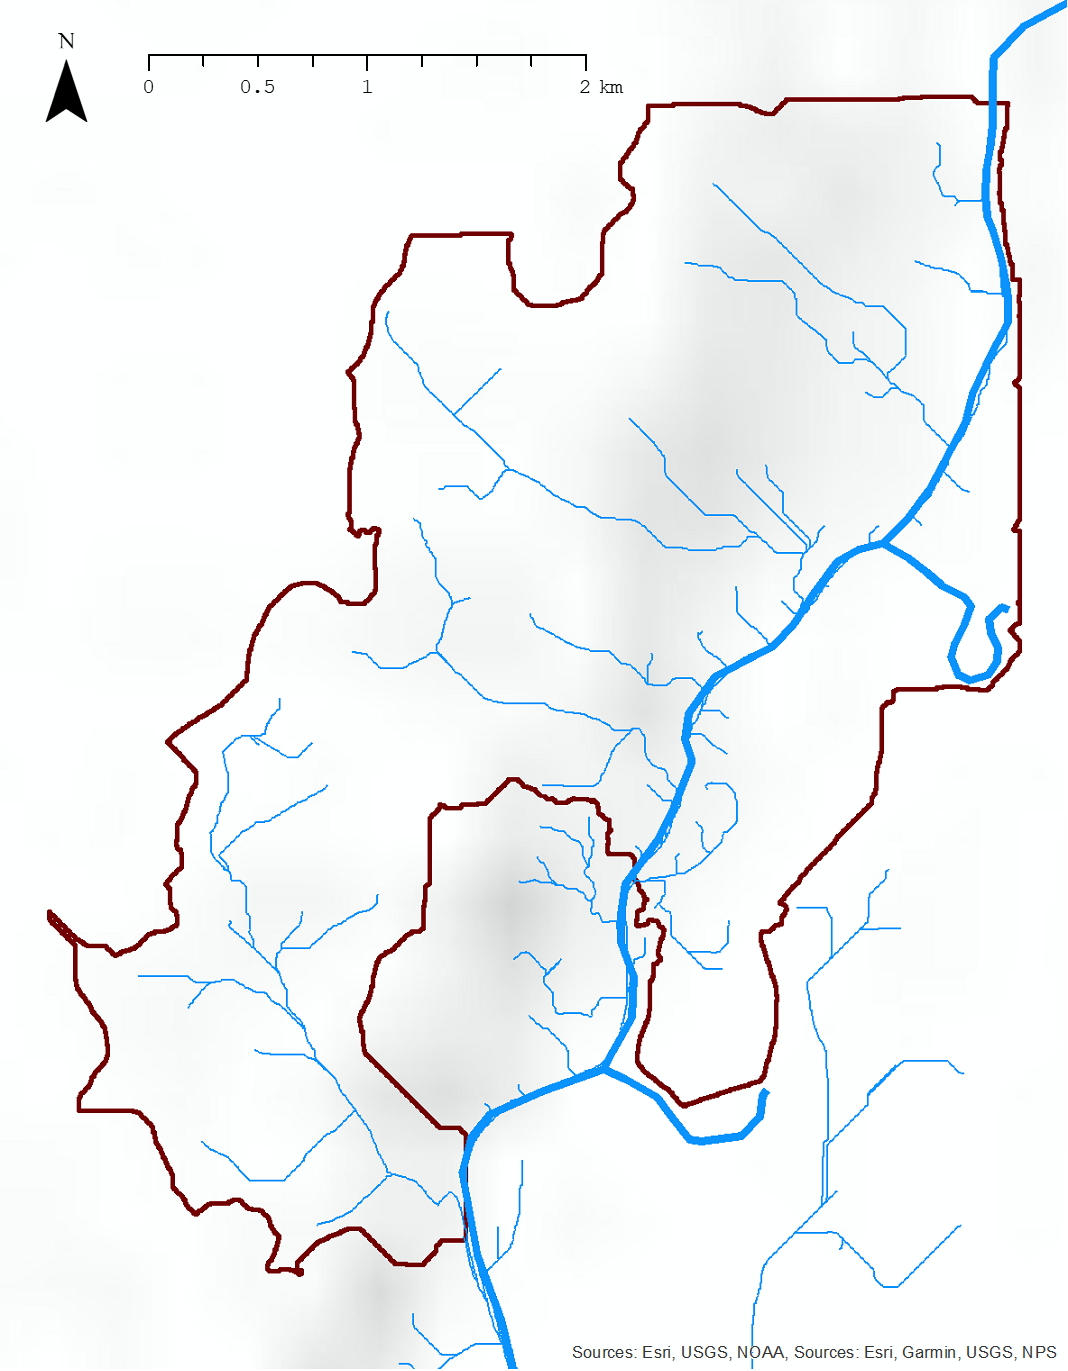 N
0 0.5 1 2 km
Sources: Esri, USGS, NOAA, Sources: Esri, Garmin, USGS, NPS